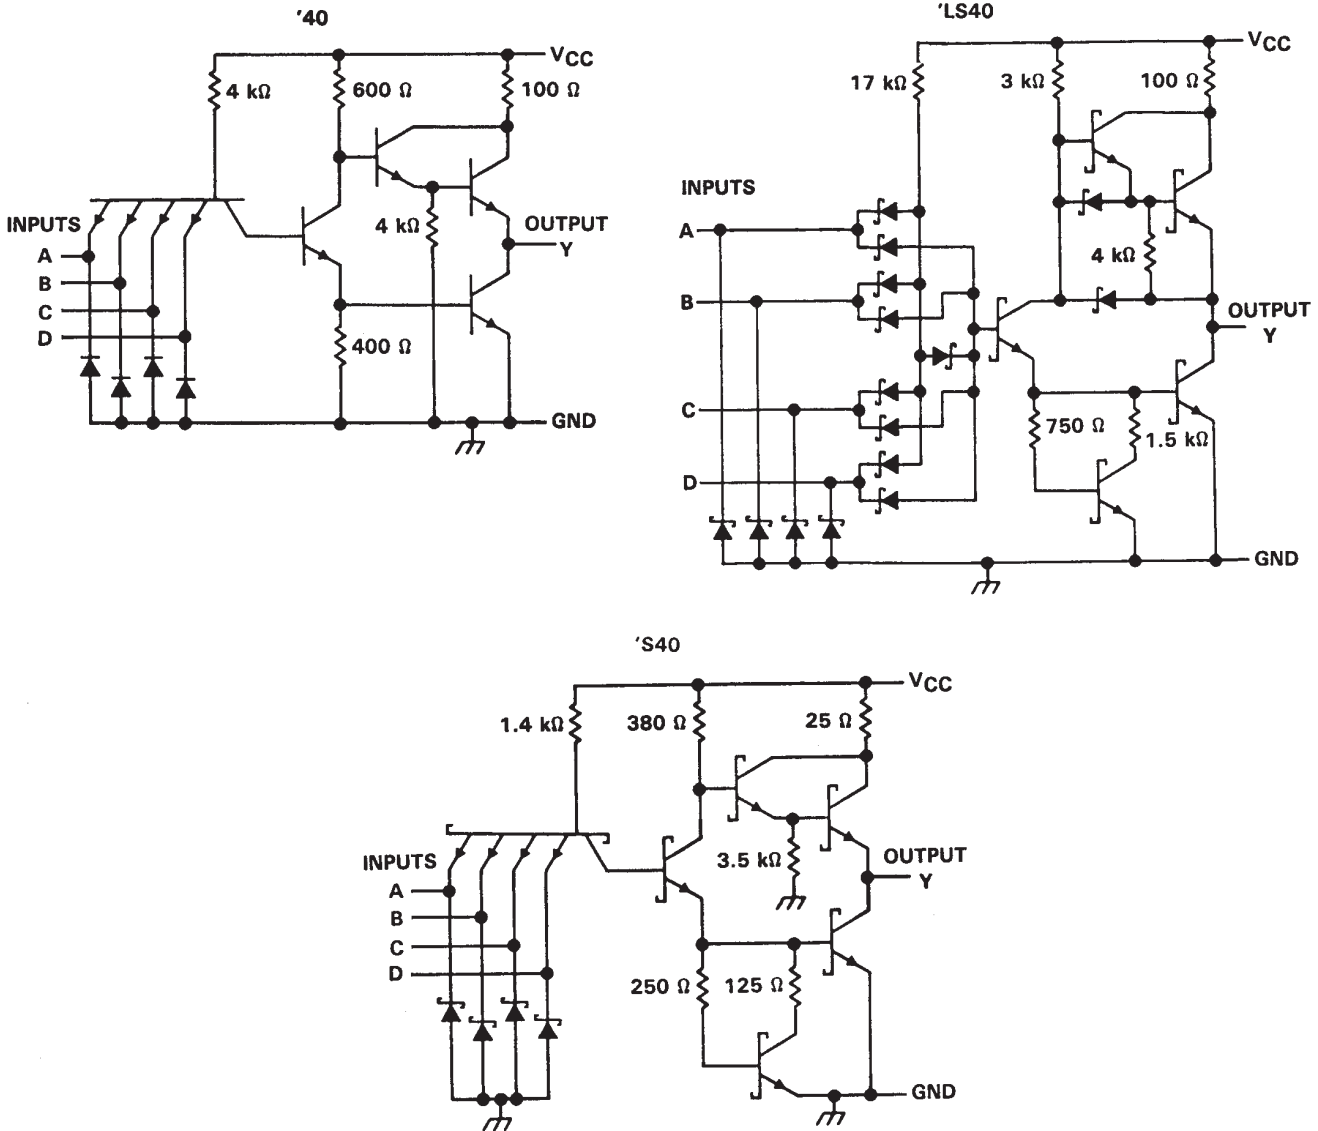 '40
VCC
4 kΩ
600 Ω
100 Ω
INPUTS
A
B
C
D
4 kΩ
OUTPUT
Y
400 Ω
GND
'LS40
VCC
17 kΩ
3 kΩ
100 Ω
INPUTS
A
B
C
D
4 kΩ
OUTPUT
Y
750 Ω
1.5 kΩ
GND
'S40
VCC
1.4 kΩ
380 Ω
25 Ω
INPUTS
A
B
C
D
3.5 kΩ
OUTPUT
Y
250 Ω
125 Ω
GND